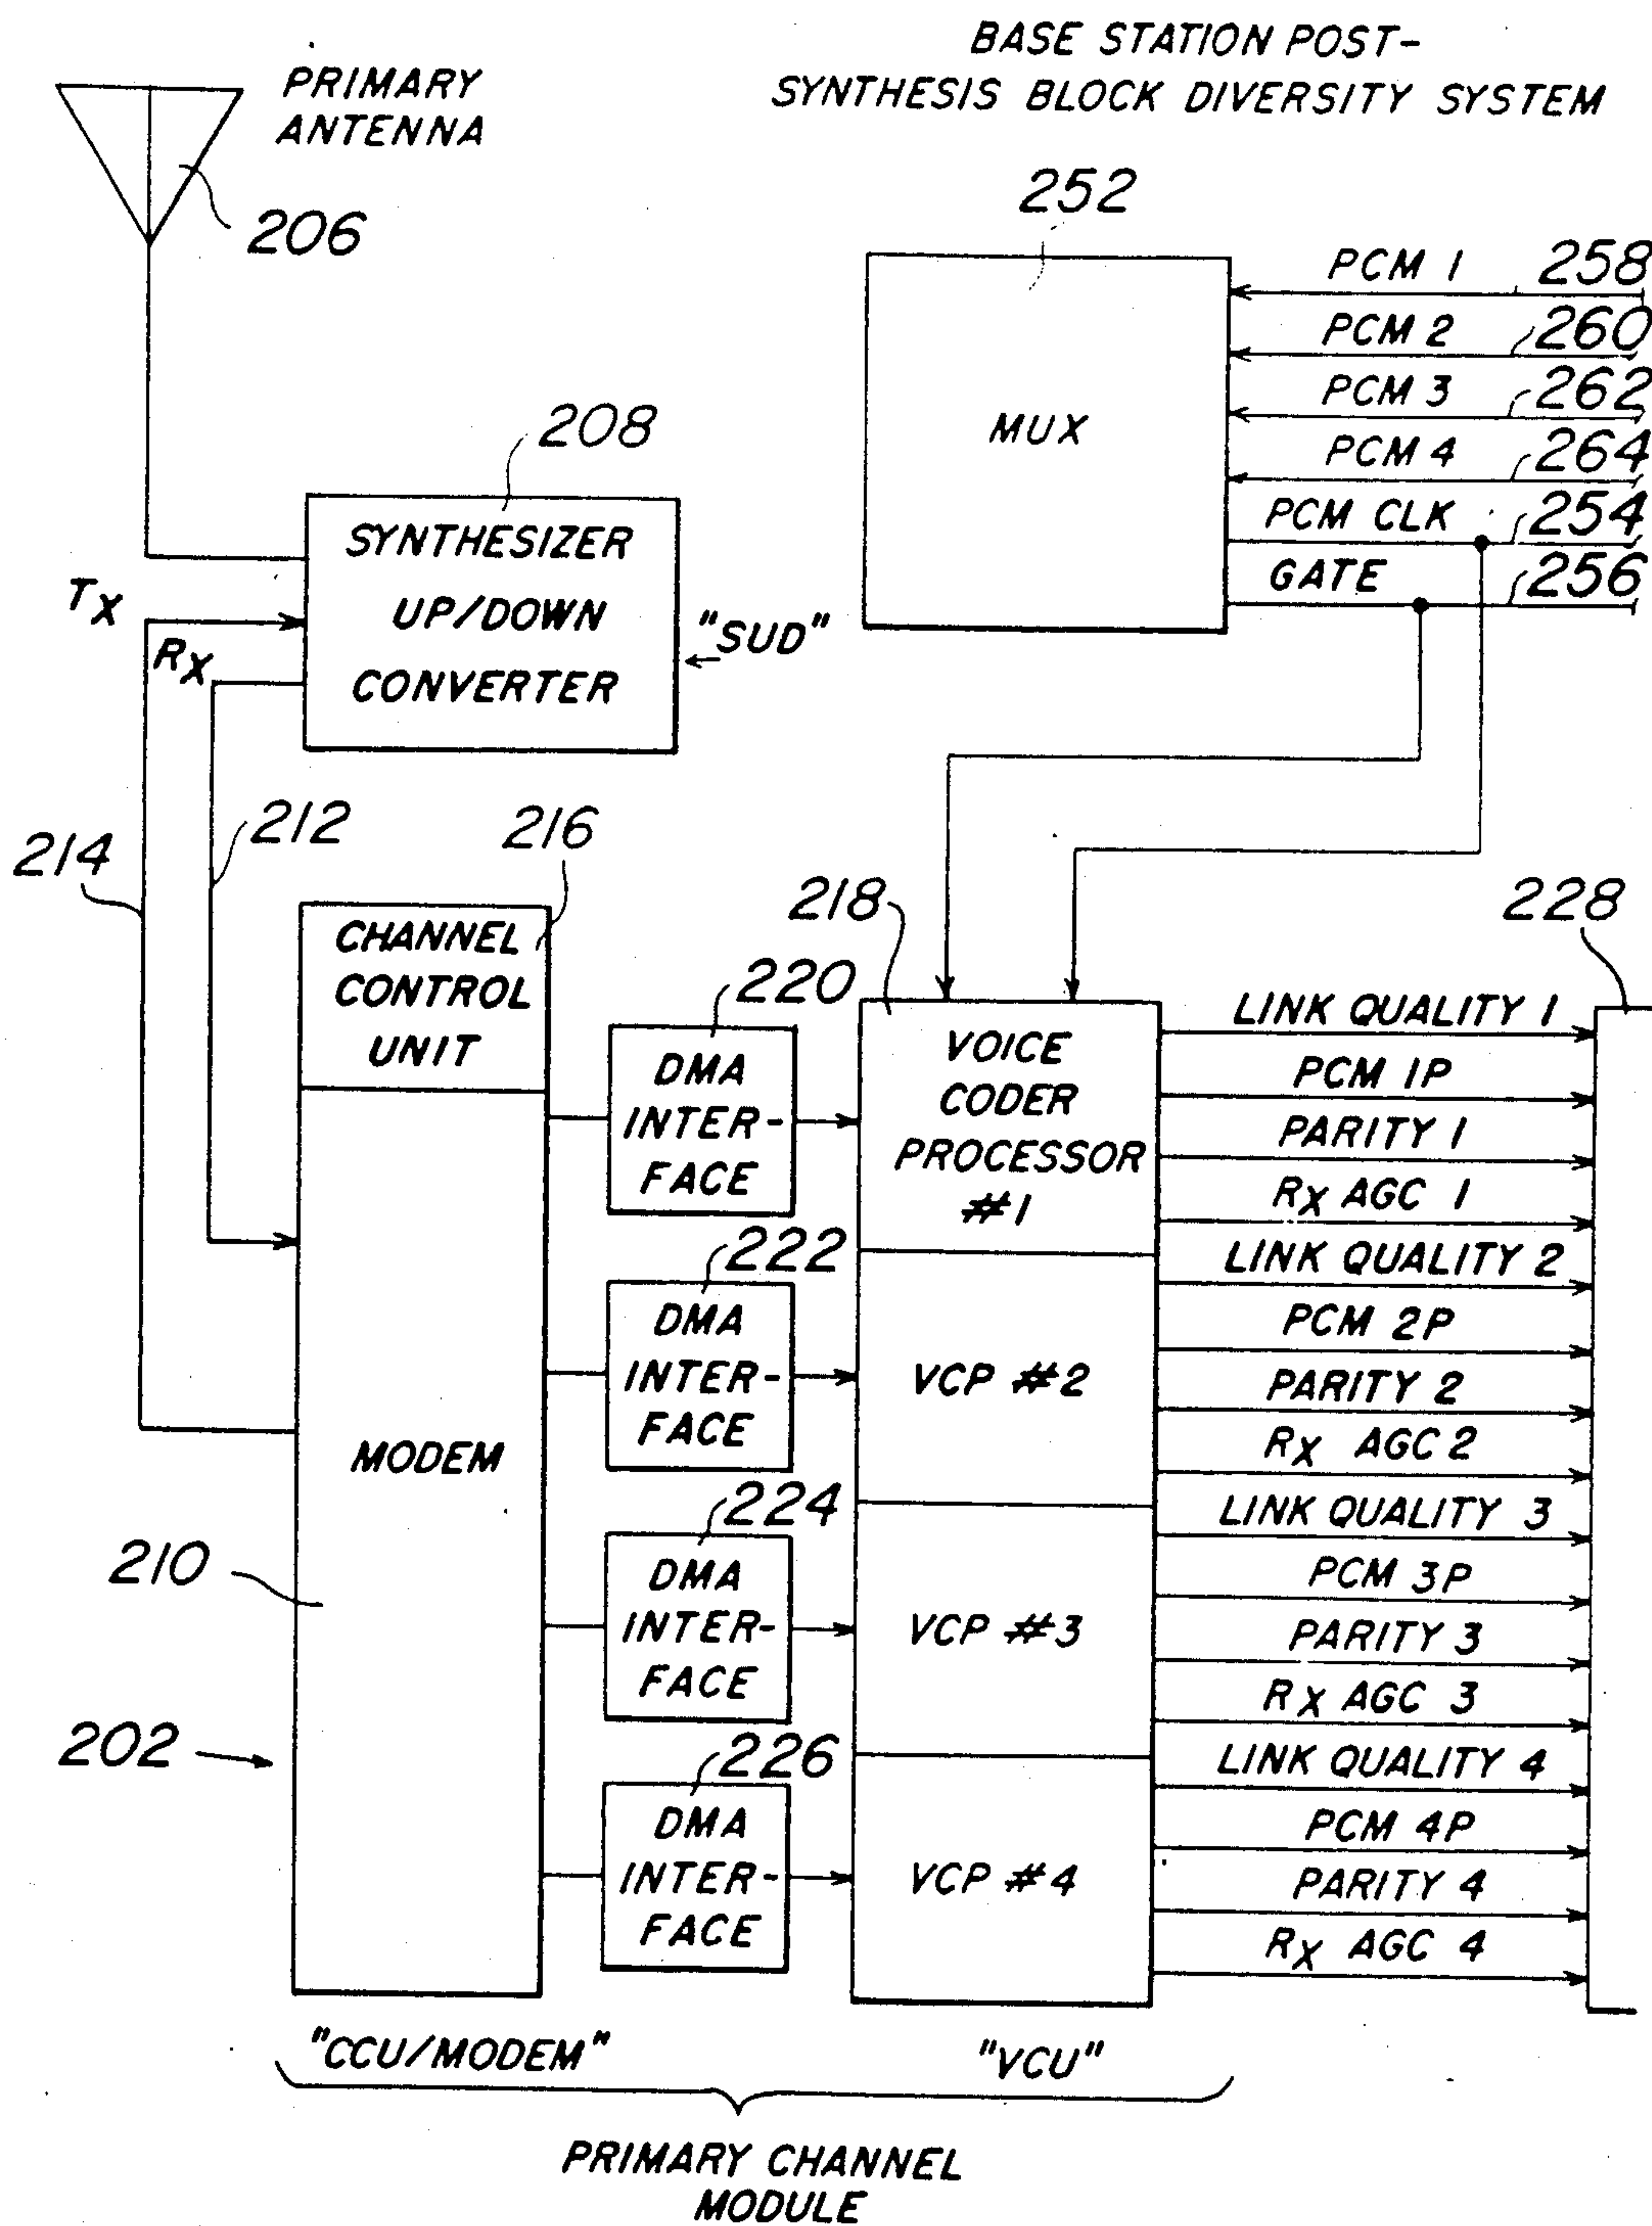 BASE STATION POST-
SYNTHESIS BLOCK DIVERSITY SYSTEM
PRIMARY
ANTENNA
206
252
MUX
PCM 1 258
PCM 2 260
PCM 3 262
PCM 4 264
PCM CLK 254
GATE 256
208
SYNTHESIZER
UP/DOWN
CONVERTER
"SUD"
TX
RX
214
212
216
CHANNEL
CONTROL
UNIT
MODEM
210
202
220
DMA
INTER-
FACE
222
DMA
INTER-
FACE
224
DMA
INTER-
FACE
226
DMA
INTER-
FACE
218
VOICE
CODER
PROCESSOR
#1
VCP #2
VCP #3
VCP #4
228
LINK QUALITY 1
PCM 1P
PARITY 1
RX AGC 1
LINK QUALITY 2
PCM 2P
PARITY 2
RX AGC 2
LINK QUALITY 3
PCM 3P
PARITY 3
RX AGC 3
LINK QUALITY 4
PCM 4P
PARITY 4
RX AGC 4
"CCU/MODEM"
"VCU"
PRIMARY CHANNEL
MODULE